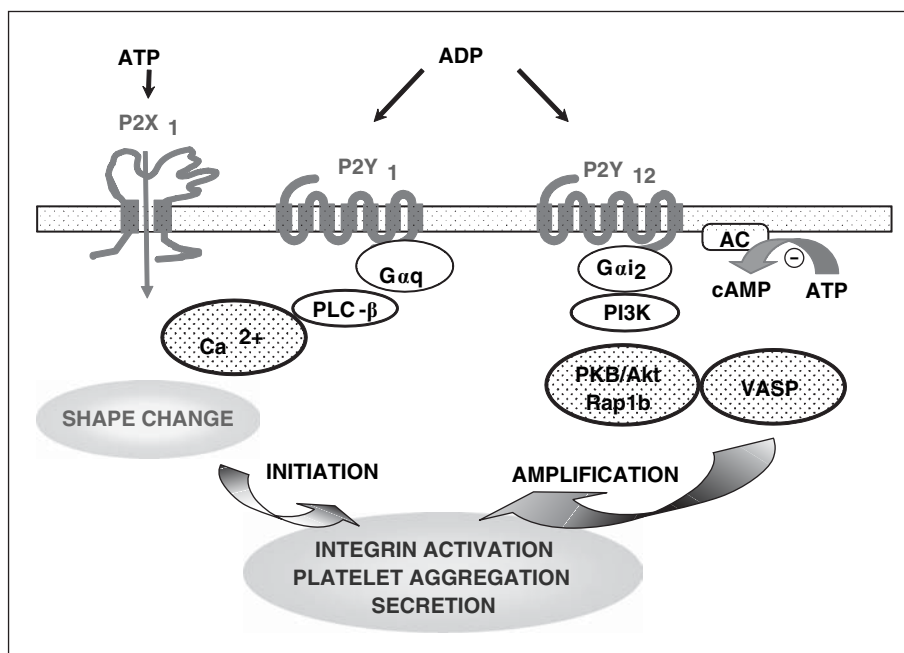 ATP
ADP
P2X 1
P2Y 1
P2Y 12
AC
Gαq
Gαi2
−
cAMP
ATP
PLC-β
PI3K
Ca 2+
PKB/Akt
Rap1b
VASP
SHAPE CHANGE
INITIATION
AMPLIFICATION
INTEGRIN ACTIVATION
PLATELET AGGREGATION
SECRETION